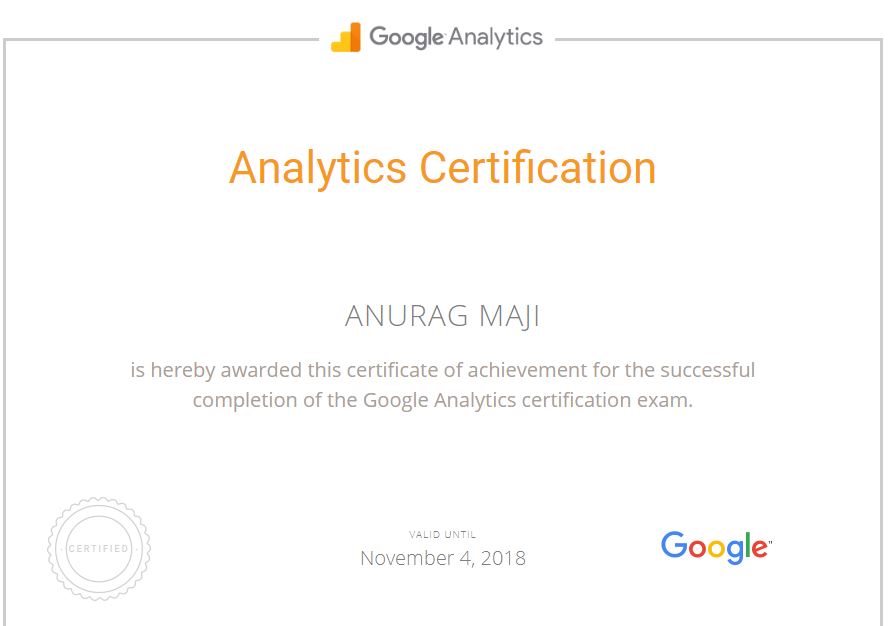 Google Analytics
Analytics Certification
ANURAG MAJI
is hereby awarded this certificate of achievement for the successful
completion of the Google Analytics certification exam.
· CERTIFIED ·
VALID UNTIL
November 4, 2018
Google™